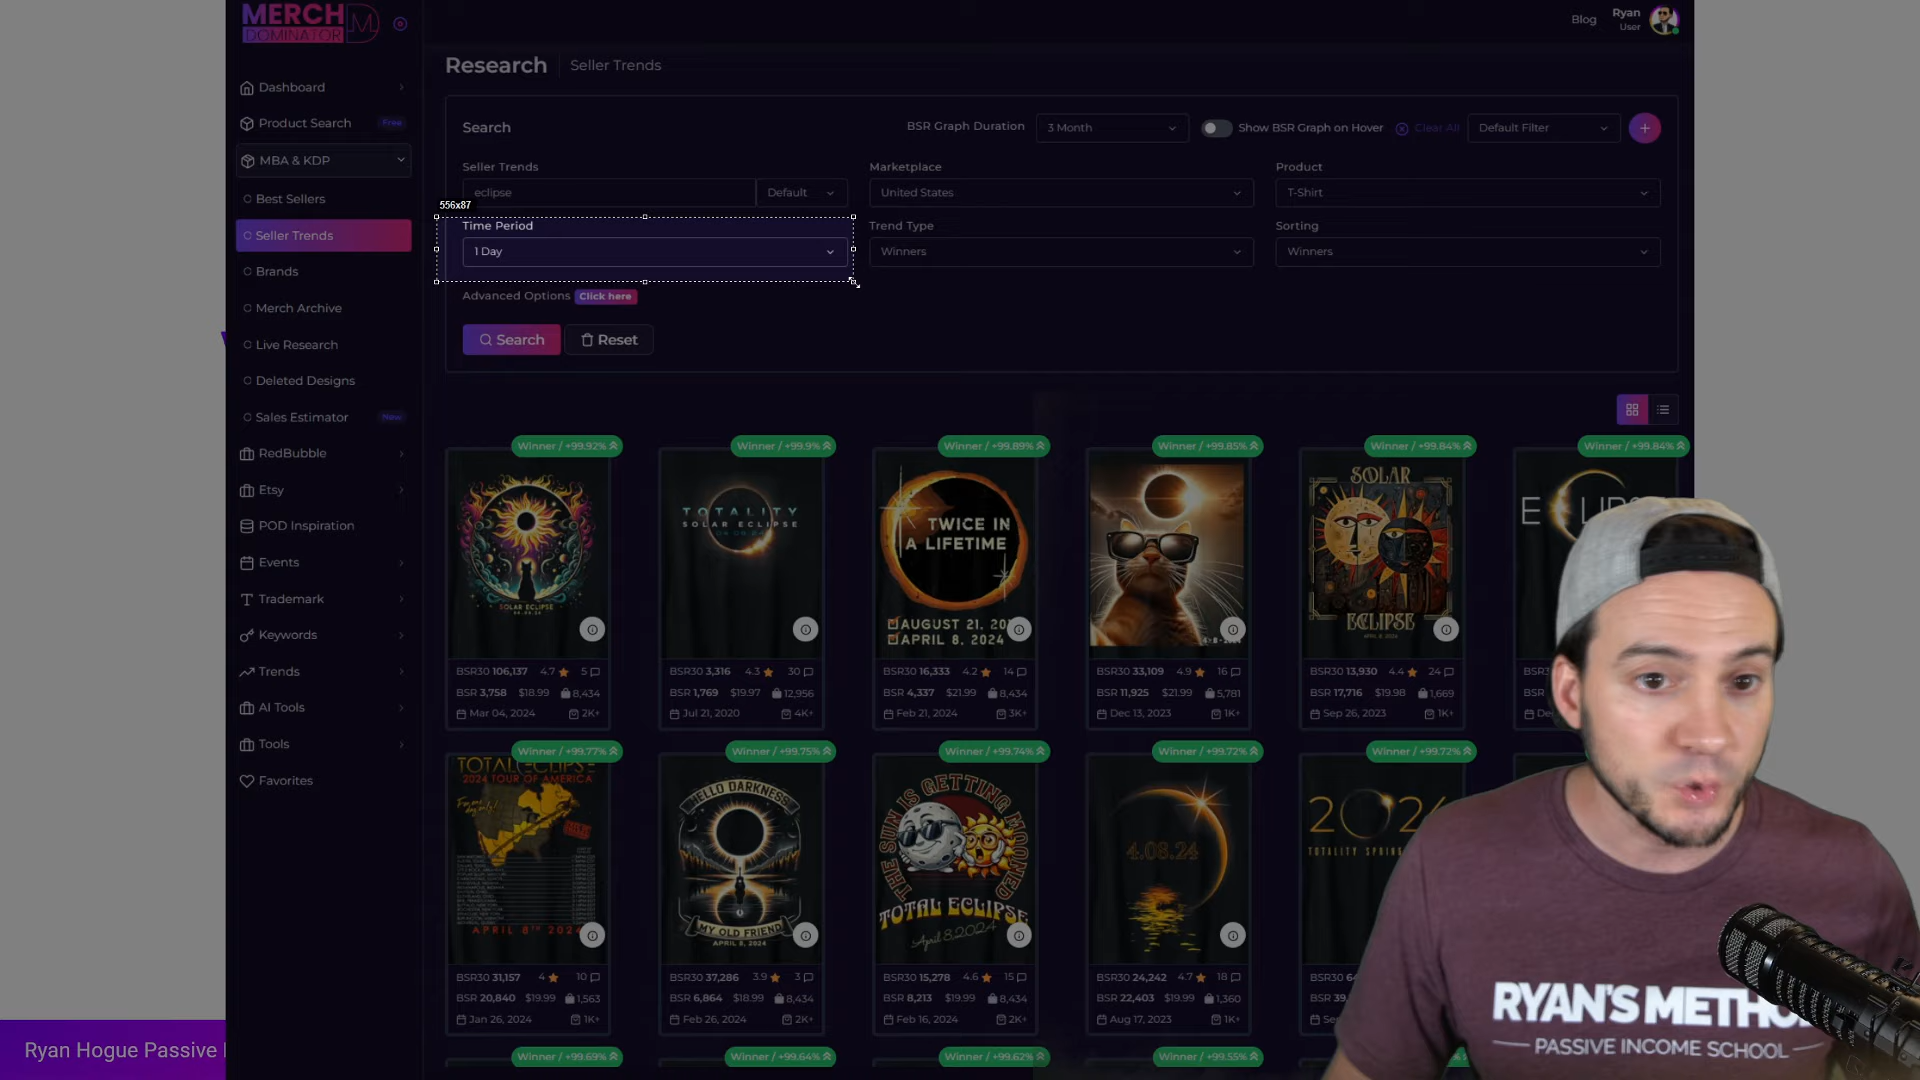 MERCH
DOMINATOR
Blog
Ryan
User
Research
Seller Trends
Dashboard
Product Search
Free
MBA & KDP
Best Sellers
Seller Trends
Brands
Merch Archive
Live Research
Deleted Designs
Sales Estimator
New
RedBubble
Etsy
POD Inspiration
Events
Trademark
Keywords
Trends
AI Tools
Tools
Favorites
Search
BSR Graph Duration
3 Month
Show BSR Graph on Hover
Clear All
Default Filter
Seller Trends
Marketplace
Product
eclipse
Default
United States
T-Shirt
556x87
Time Period
Trend Type
Sorting
1 Day
Winners
Winners
Advanced Options
Click here
Search
Reset
Winner / +99.92%
Winner / +99.9%
Winner / +99.89%
Winner / +99.85%
Winner / +99.84%
Winner / +99.84%
SOLAR ECLIPSE
TOTALITY
SOLAR ECLIPSE
TWICE IN
A LIFETIME
AUGUST 21, 20
APRIL 8, 2024
SOLAR
ECLIPSE
BSR30 106,137 4.7 5
BSR 3,758 $18.99 8,434
Mar 04, 2024 2K+
BSR30 3,316 4.3 30
BSR 1,769 $19.97 12,956
Jul 21, 2020 4K+
BSR30 16,333 4.2 14
BSR 4,337 $21.99 8,434
Feb 21, 2024 3K+
BSR30 33,109 4.9 16
BSR 11,925 $21.99 5,781
Dec 13, 2023 1K+
BSR30 13,930 4.4 24
BSR 17,716 $19.98 1,669
Sep 26, 2023 1K+
BSR
BSR
De
Winner / +99.77%
Winner / +99.75%
Winner / +99.74%
Winner / +99.72%
Winner / +99.72%
TOTAL ECLIPSE
2024 TOUR OF AMERICA
APRIL 8TH 2024
HELLO DARKNESS
MY OLD FRIEND
APRIL 8, 2024
THE SUN IS GETTING MOONED
TOTAL ECLIPSE
April 8, 2024
4.08.24
2024
BSR30 31,157 4 10
BSR 20,840 $19.99 1,563
Jan 26, 2024 1K+
BSR30 37,286 3.9 3
BSR 6,864 $18.99 8,434
Feb 26, 2024 2K+
BSR30 15,278 4.6 15
BSR 8,213 $19.99 8,434
Feb 16, 2024 2K+
BSR30 24,242 4.7 18
BSR 22,403 $19.99 1,360
Aug 17, 2023 1K+
BSR30 6
BSR 39,
Se
Winner / +99.69%
Winner / +99.64%
Winner / +99.62%
Winner / +99.55%
RYAN'S METHO
PASSIVE INCOME SCHOOL
Ryan Hogue Passive